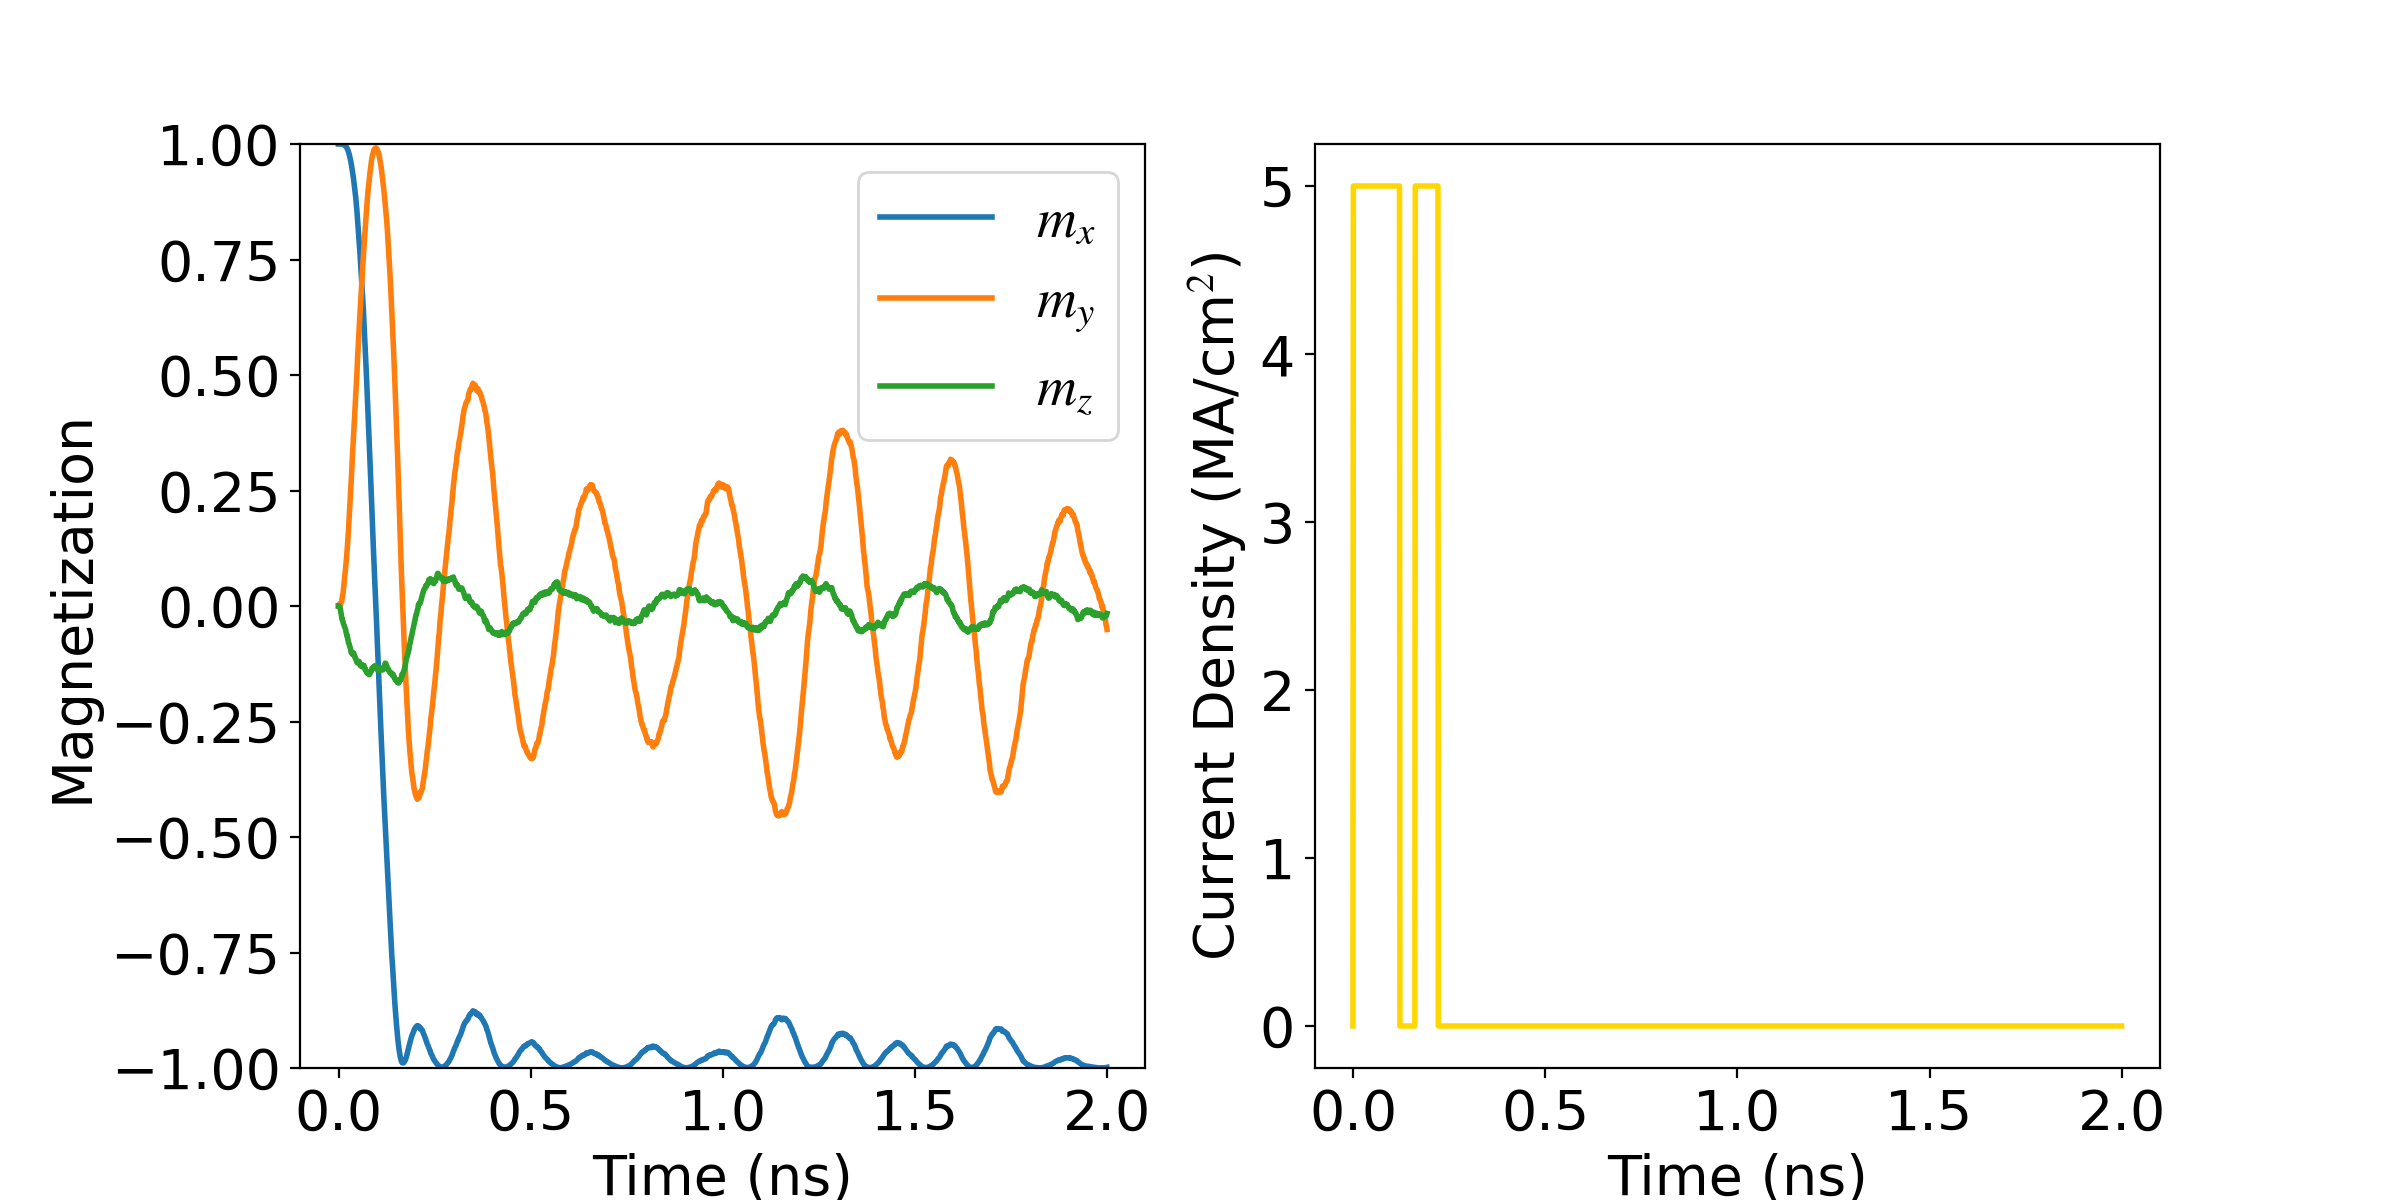 1.00
0.75
0.50
0.25
0.00
−0.25
−0.50
−0.75
−1.00
0.0 0.5 1.0 1.5 2.0
Time (ns)
Magnetization
m_x
m_y
m_z
5
4
3
2
1
0
0.0 0.5 1.0 1.5 2.0
Time (ns)
Current Density (MA/cm²)